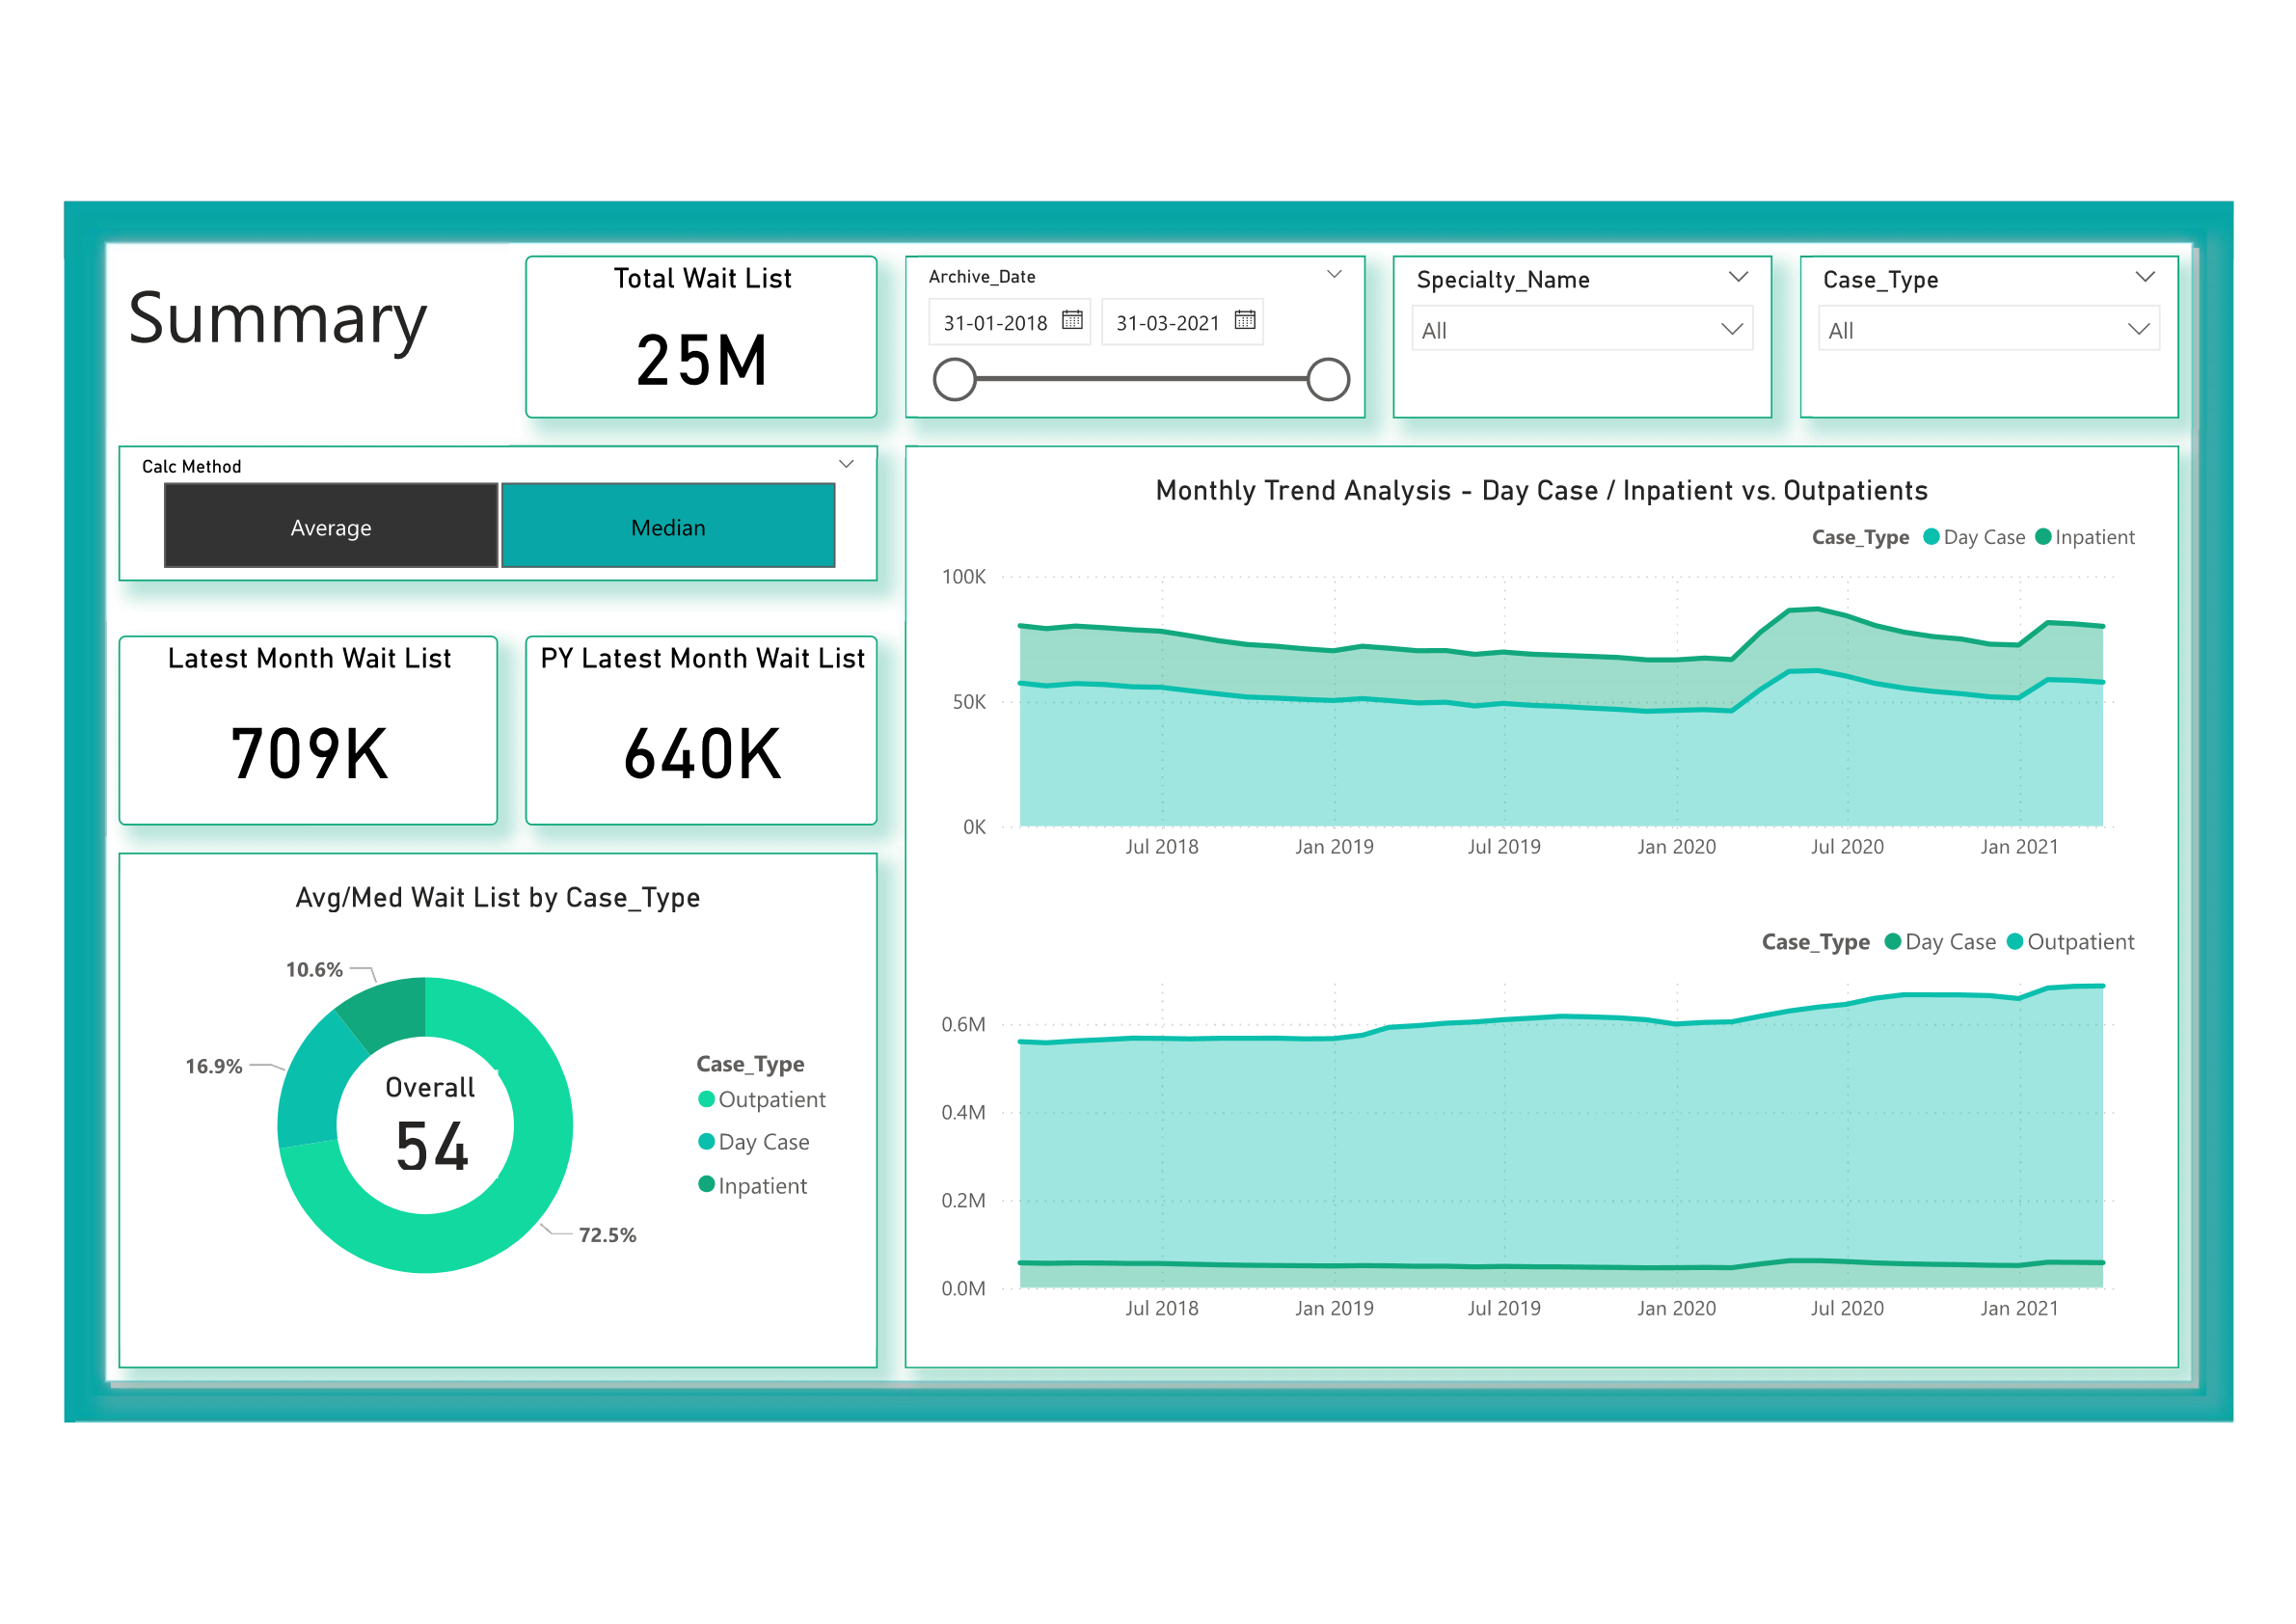 Summary
Total Wait List
25M
Archive_Date
31-01-2018
31-03-2021
Specialty_Name
All
Case_Type
All
Calc Method
Average
Median
Latest Month Wait List
709K
PY Latest Month Wait List
640K
Avg/Med Wait List by Case_Type
10.6%
16.9%
72.5%
Overall
54
Case_Type
Outpatient
Day Case
Inpatient
Monthly Trend Analysis - Day Case / Inpatient vs. Outpatients
Case_Type Day Case Inpatient
100K
50K
0K
Jul 2018 Jan 2019 Jul 2019 Jan 2020 Jul 2020 Jan 2021
Case_Type Day Case Outpatient
0.6M
0.4M
0.2M
0.0M
Jul 2018 Jan 2019 Jul 2019 Jan 2020 Jul 2020 Jan 2021